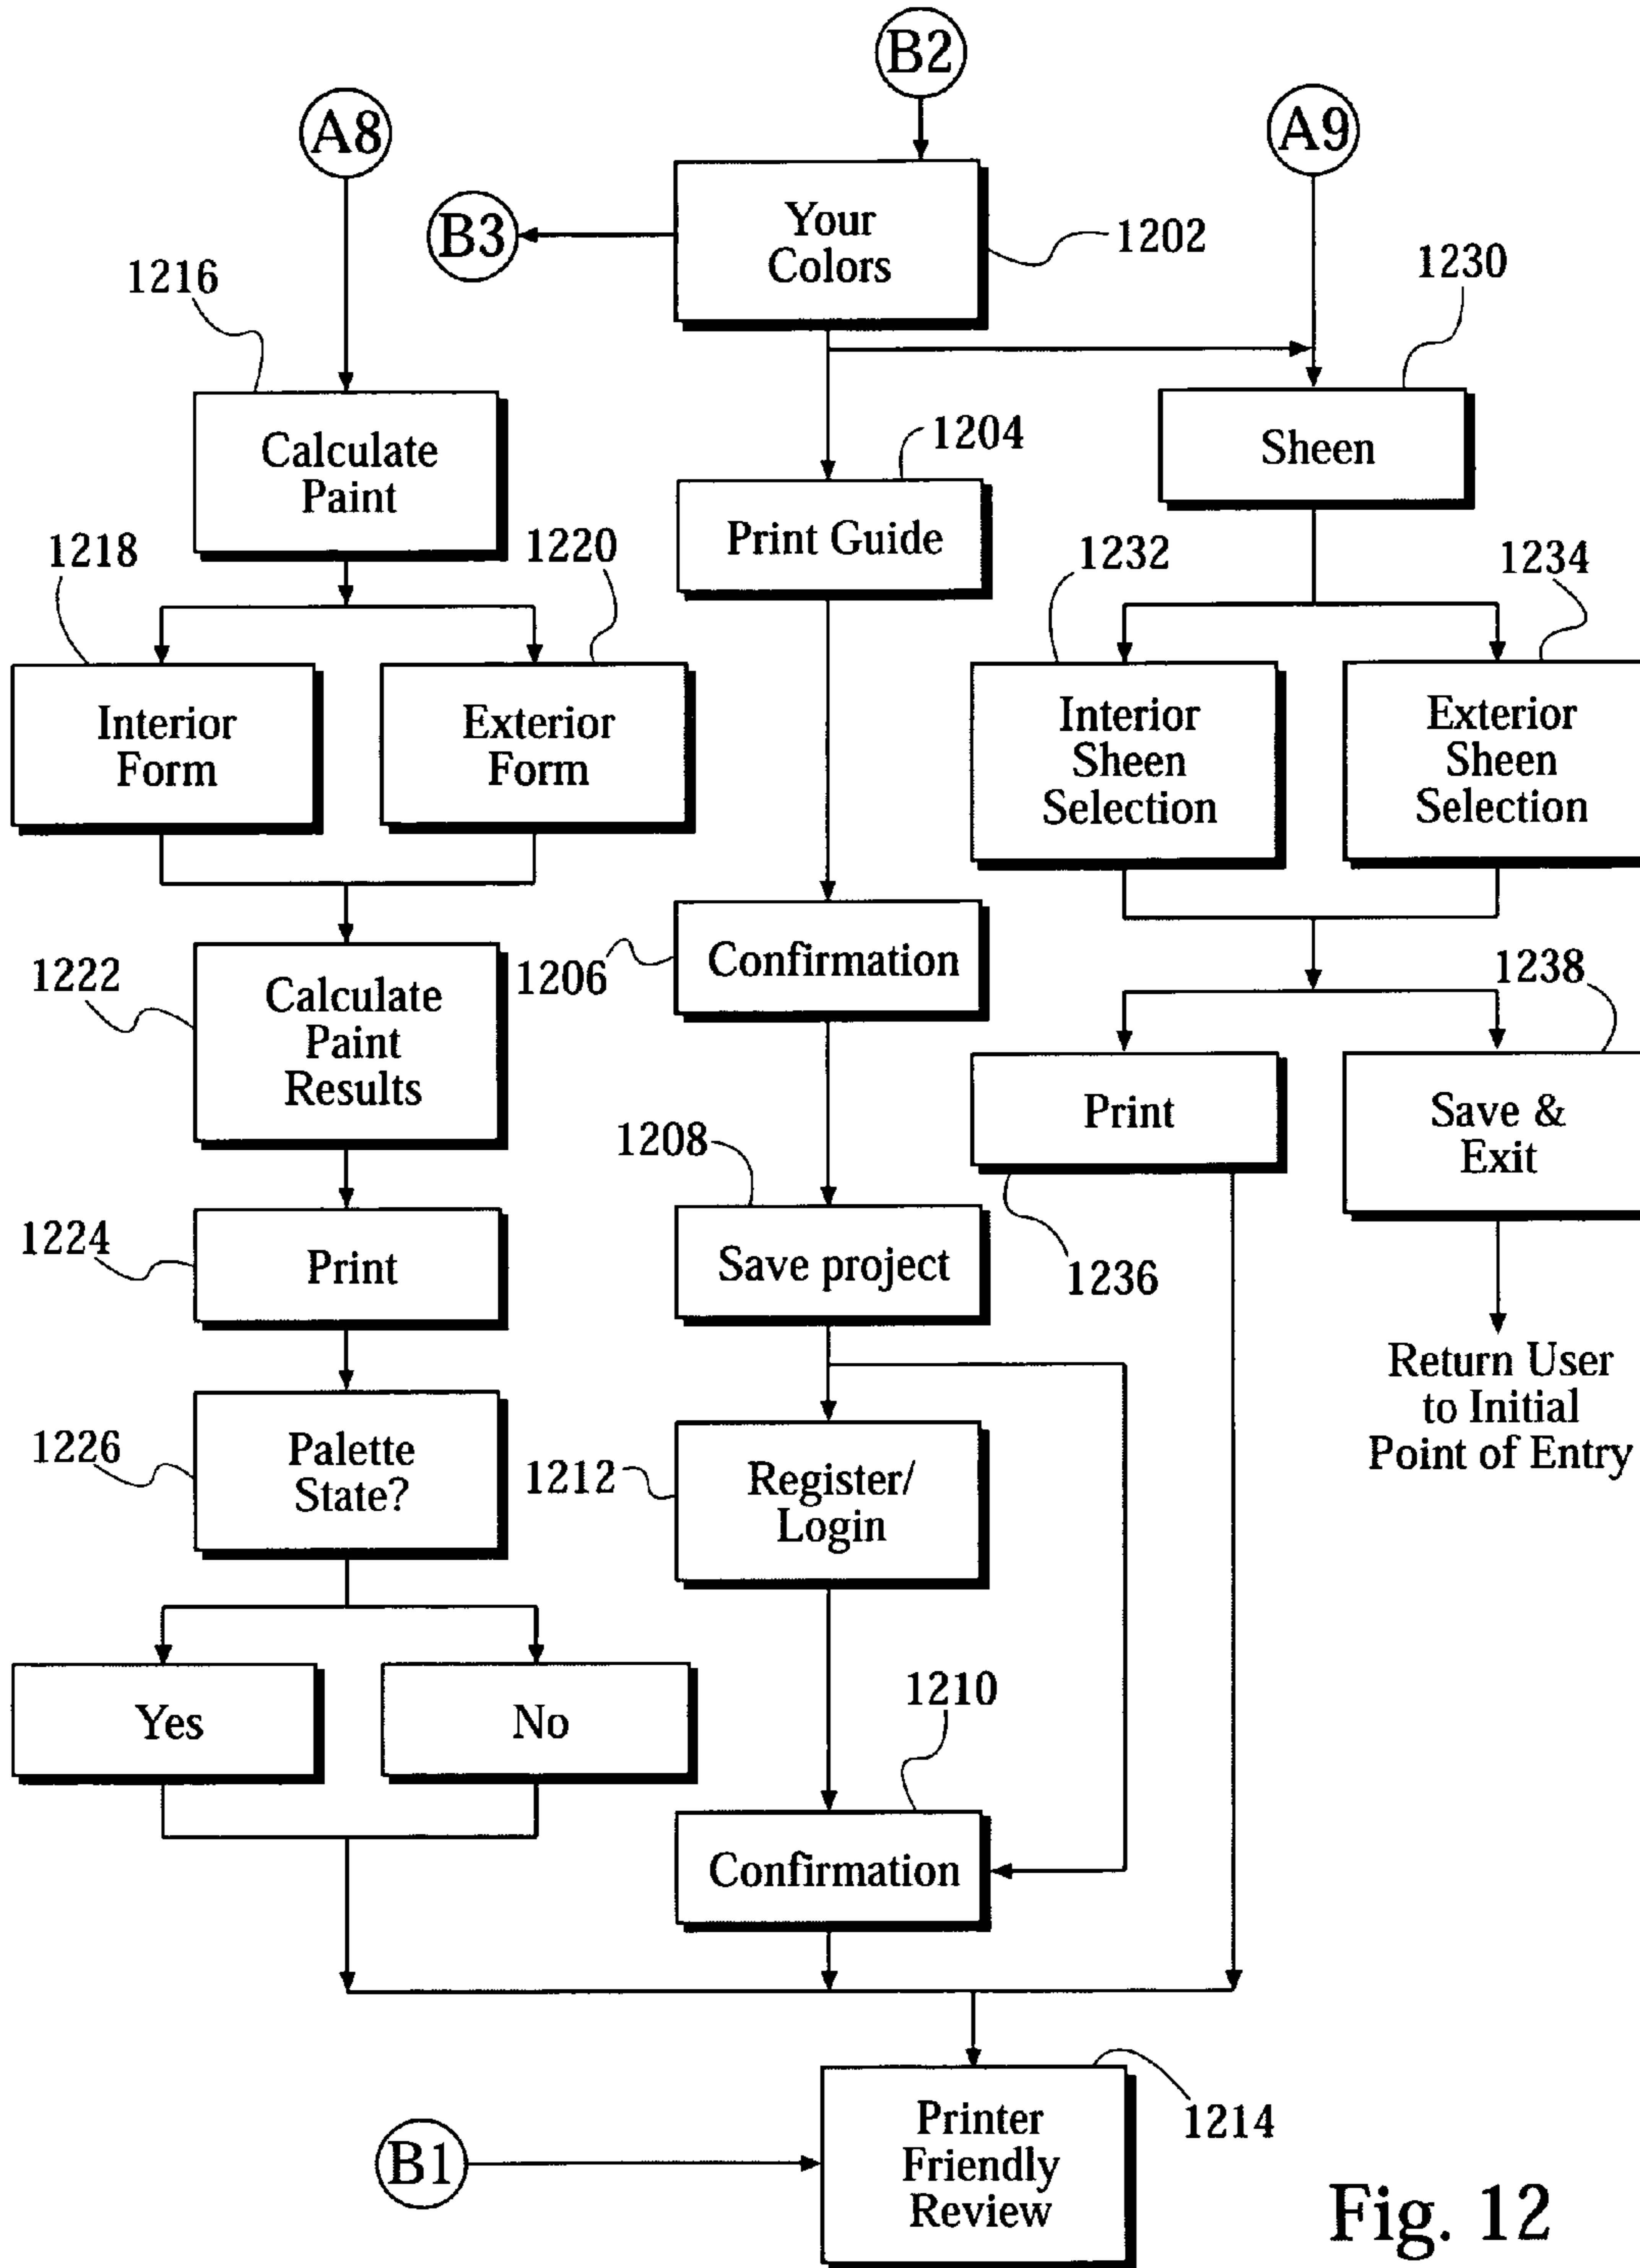 B2
A8
A9
B3
Your
Colors
1202
1216
1230
Calculate
Paint
1204
Print Guide
Sheen
1218
1220
1232
1234
Interior
Form
Exterior
Form
Interior
Sheen
Selection
Exterior
Sheen
Selection
1222
Calculate
Paint
Results
1206
Confirmation
1238
Print
Save &
Exit
1208
1224
Print
Save project
1236
Return User
to Initial
Point of Entry
1226
Palette
State?
1212
Register/
Login
Yes
No
1210
Confirmation
B1
Printer
Friendly
Review
1214
Fig. 12